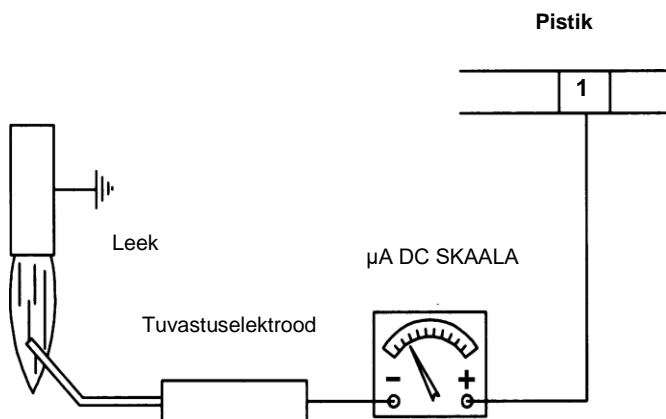 Pistik
1
Leek
µA DC SKAALA
Tuvastuselektrood
- +